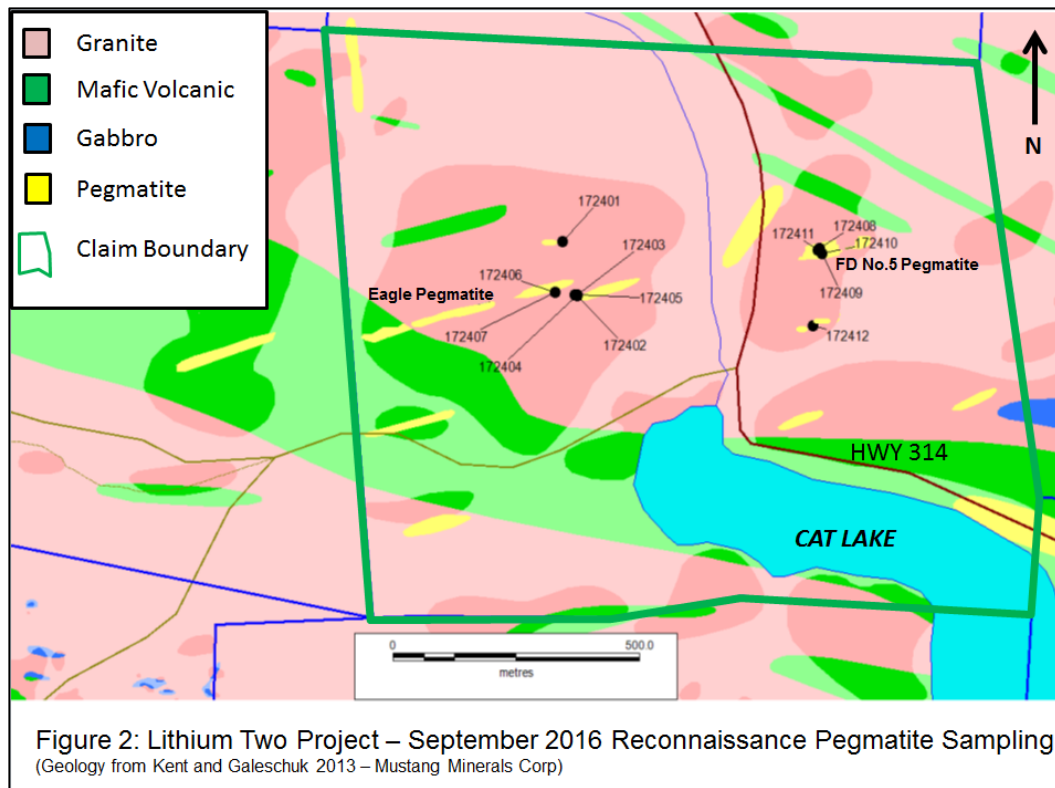 Granite
Mafic Volcanic
Gabbro
Pegmatite
Claim Boundary
N
172401
172403
172406
Eagle Pegmatite
172405
172407
172402
172404
172411
172408
172410
FD No.5 Pegmatite
172409
172412
HWY 314
CAT LAKE
0
500.0
metres
Figure 2: Lithium Two Project – September 2016 Reconnaissance Pegmatite Sampling
(Geology from Kent and Galeschuk 2013 – Mustang Minerals Corp)